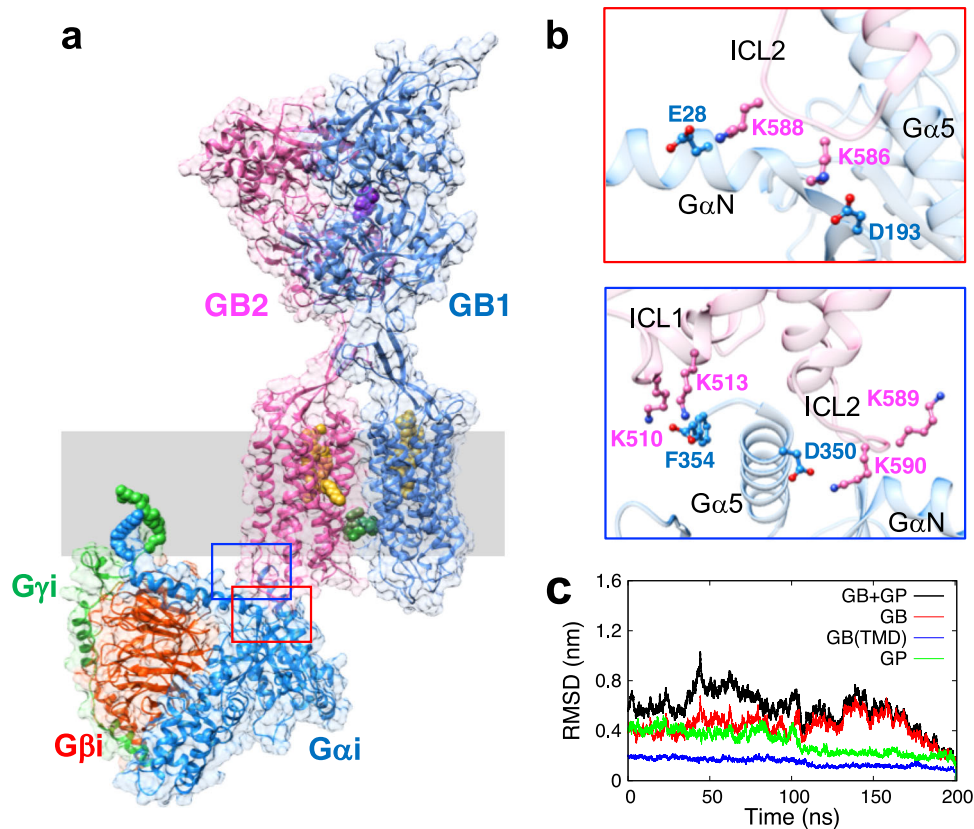 a
GB2
GB1
Gγi
Gβi
Gαi
b
ICL2
E28
K588
Gα5
K586
GαN
D193
ICL1
K513
ICL2
K589
K510
F354
D350
K590
Gα5
GαN
c
1.6
1.2
0.8
0.4
0
RMSD (nm)
GB+GP
GB
GB(TMD)
GP
0 50 100 150 200
Time (ns)